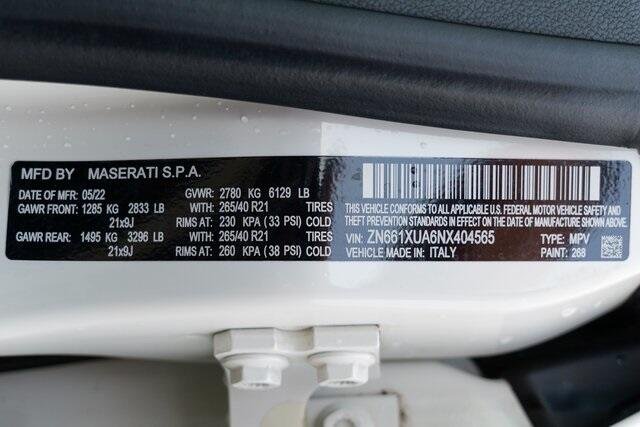 MFD BY MASERATI S.P.A.
DATE OF MFR: 05/22 GVWR: 2780 KG 6129 LB
GAWR FRONT: 1285 KG 2833 LB WITH = 265/40 R21 TIRES
21x9J RIMS AT: 230 KPA (33 PSI) COLD
GAWR REAR: 1495 KG 3296 LB WITH = 265/40 R21 TIRES
21x9J RIMS AT: 260 KPA (38 PSI) COLD
THIS VEHICLE CONFORMS TO ALL APPLICABLE U.S. FEDERAL MOTOR VEHICLE SAFETY AND
THEFT PREVENTION STANDARDS IN EFFECT ON THE DATE OF MANUFACTURE SHOWN ABOVE.
VIN: ZN661XUA6NX404565 TYPE: MPV
VEHICLE MADE IN: ITALY PAINT: 268